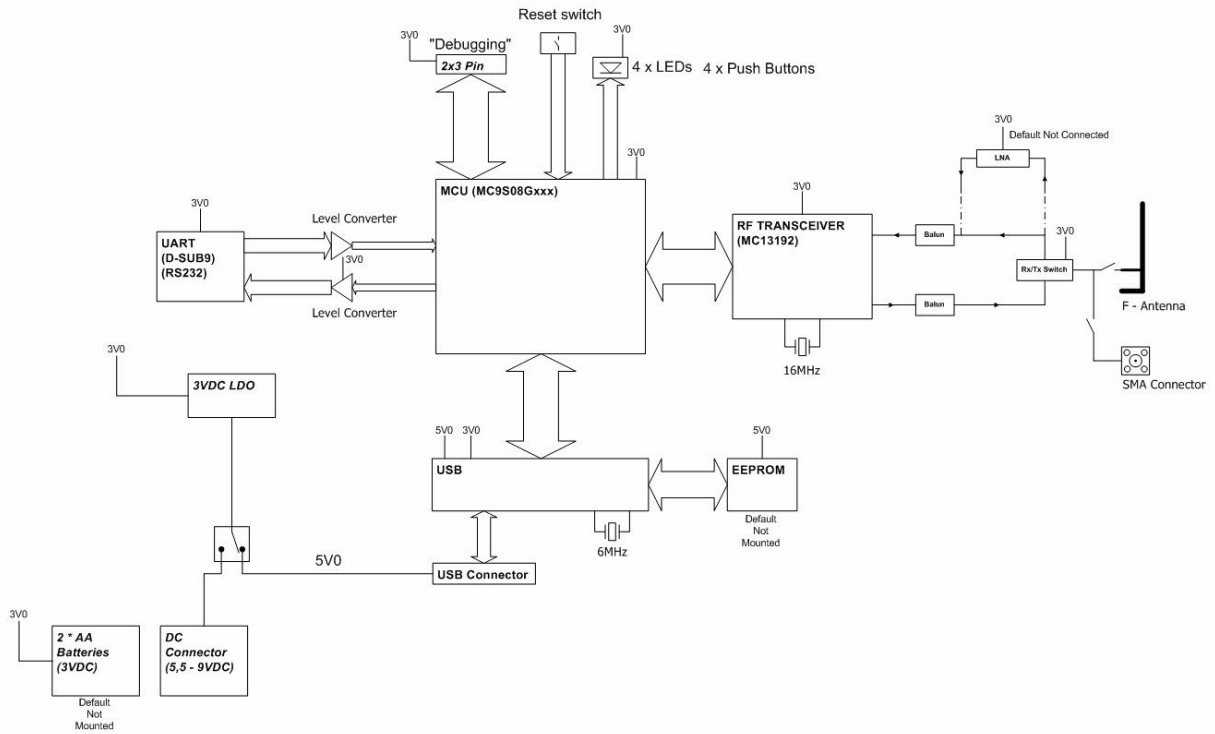 Reset switch
3V0
"Debugging"
2x3 Pin
3V0
4 x LEDs 4 x Push Buttons
3V0
Default Not Connected
LNA
3V0
MCU (MC9S08Gxxx)
3V0
RF TRANSCEIVER
(MC13192)
3V0
UART
(D-SUB9)
(RS232)
Level Converter
3V0
Level Converter
Balun
3V0
Rx/Tx Switch
Balun
F - Antenna
16MHz
SMA Connector
3V0
3VDC LDO
5V0 3V0
USB
5V0
EEPROM
Default
Not
Mounted
6MHz
5V0
USB Connector
3V0
2 * AA
Batteries
(3VDC)
Default
Not
Mounted
DC
Connector
(5,5 - 9VDC)